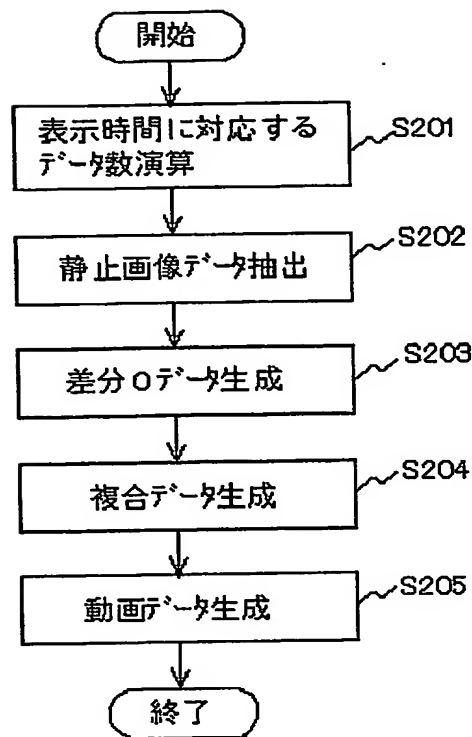 開始
表示時間に対応する
データ数演算
S201
静止画像データ抽出
S202
差分0データ生成
S203
複合データ生成
S204
動画データ生成
S205
終了